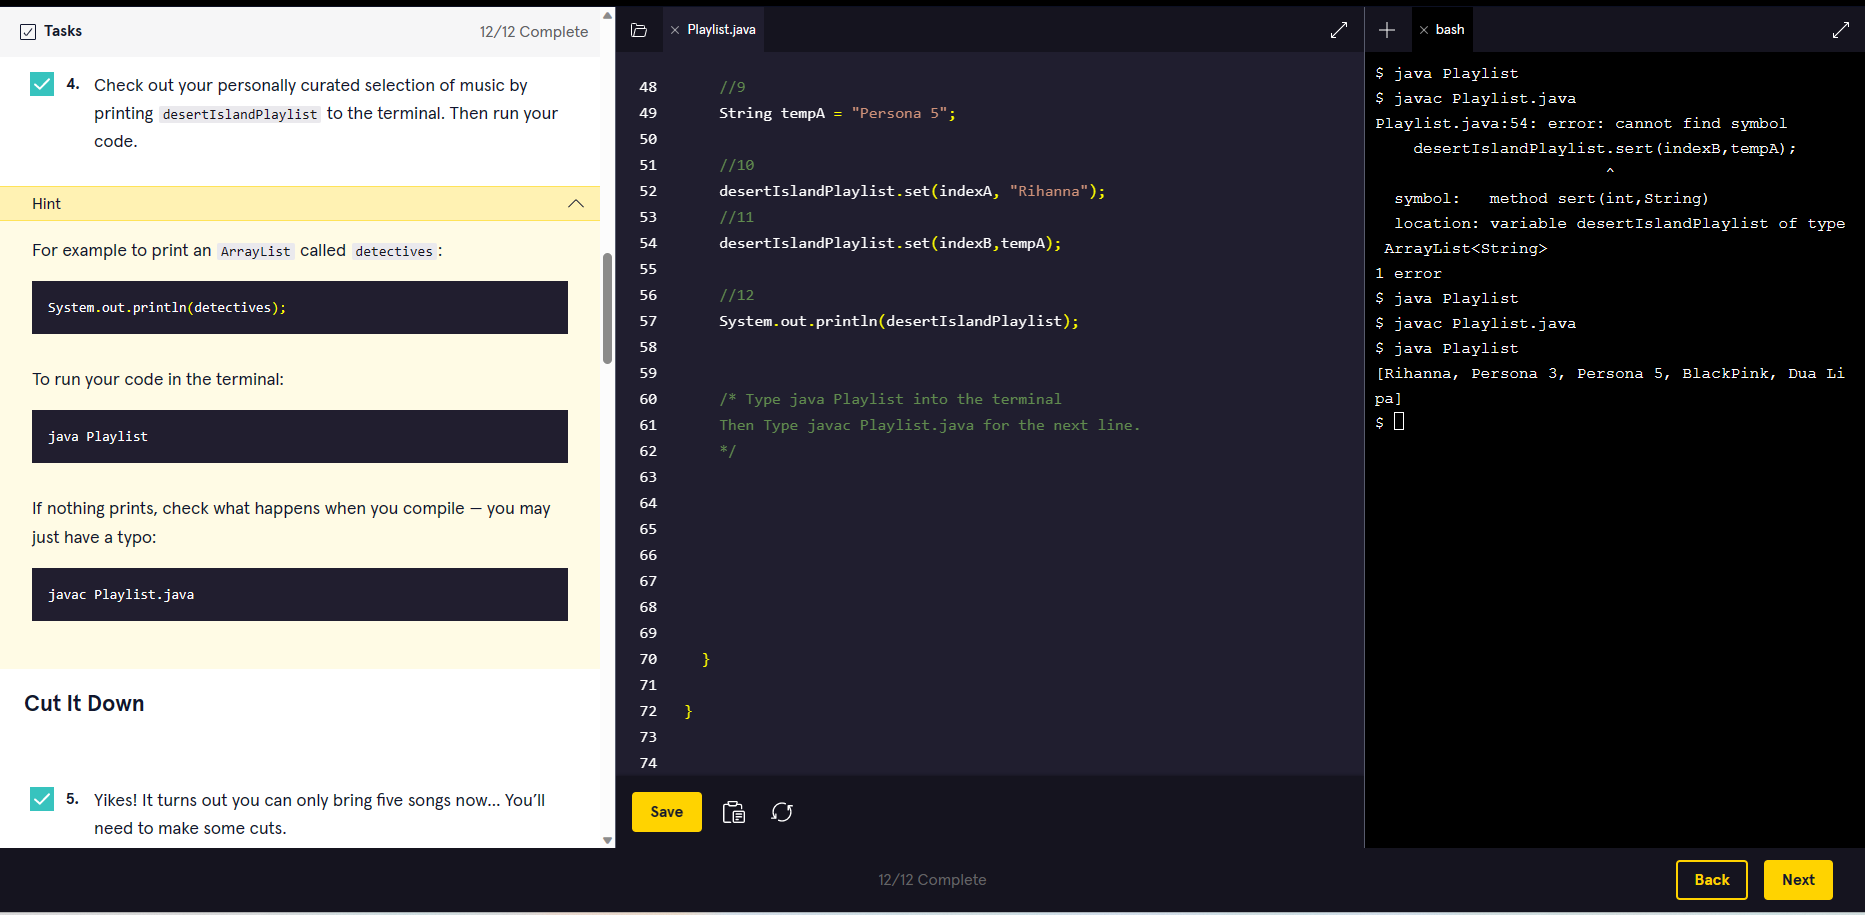 Tasks
12/12 Complete
4. Check out your personally curated selection of music by
printing desertIslandPlaylist to the terminal. Then run your
code.
Hint
For example to print an ArrayList called detectives:
System.out.println(detectives);
To run your code in the terminal:
java Playlist
If nothing prints, check what happens when you compile — you may
just have a typo:
javac Playlist.java
Cut It Down
5. Yikes! It turns out you can only bring five songs now... You'll
need to make some cuts.
Playlist.java
48 //9
49 String tempA = "Persona 5";
50
51 //10
52 desertIslandPlaylist.set(indexA, "Rihanna");
53 //11
54 desertIslandPlaylist.set(indexB,tempA);
55
56 //12
57 System.out.println(desertIslandPlaylist);
58
59
60 /* Type java Playlist into the terminal
61 Then Type javac Playlist.java for the next line.
62 */
63
64
65
66
67
68
69
70 }
71
72 }
73
74
Save
bash
$ java Playlist
$ javac Playlist.java
Playlist.java:54: error: cannot find symbol
desertIslandPlaylist.sert(indexB,tempA);
^
symbol: method sert(int,String)
location: variable desertIslandPlaylist of type
ArrayList<String>
1 error
$ java Playlist
$ javac Playlist.java
$ java Playlist
[Rihanna, Persona 3, Persona 5, BlackPink, Dua Li
pa]
$
12/12 Complete
Back
Next